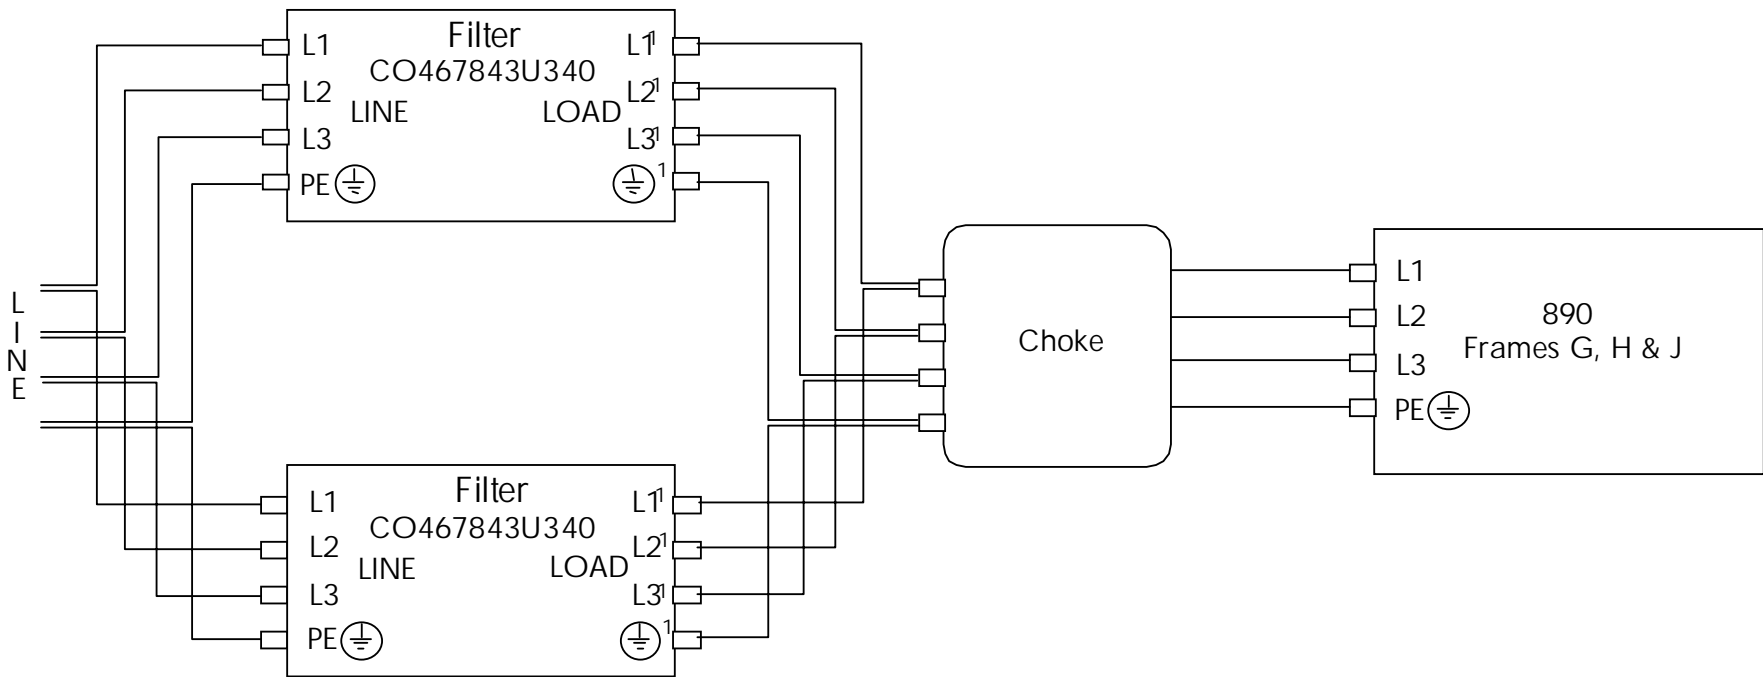 Filter
CO467843U340
LINE LOAD
L1 L1¹
L2 L2¹
L3 L3¹
PE ¹
LINE
Filter
CO467843U340
LINE LOAD
L1 L1¹
L2 L2¹
L3 L3¹
PE ¹
Choke
L1
L2
L3
PE
890
Frames G, H & J